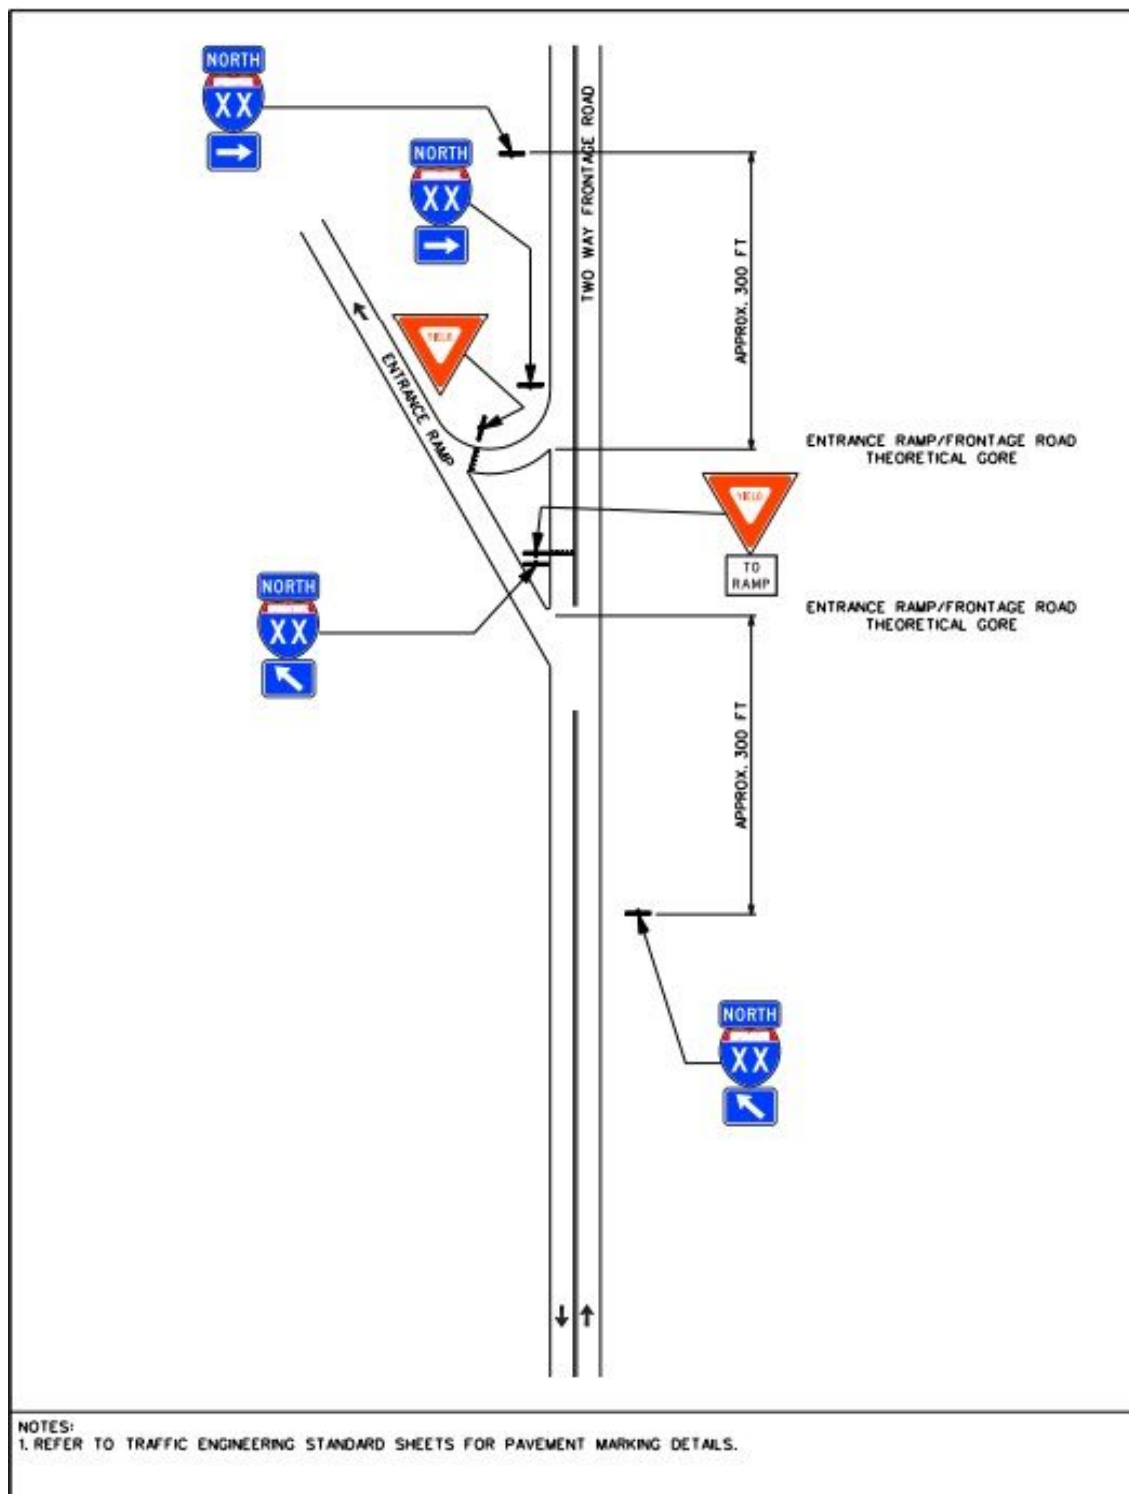 NORTH
XX
NORTH
XX
TWO WAY FRONTAGE ROAD
APPROX. 300 FT
YIELD
ENTRANCE RAMP
ENTRANCE RAMP/FRONTAGE ROAD
THEORETICAL GORE
YIELD
TO
RAMP
NORTH
XX
ENTRANCE RAMP/FRONTAGE ROAD
THEORETICAL GORE
APPROX. 300 FT
NORTH
XX
NOTES:
1. REFER TO TRAFFIC ENGINEERING STANDARD SHEETS FOR PAVEMENT MARKING DETAILS.